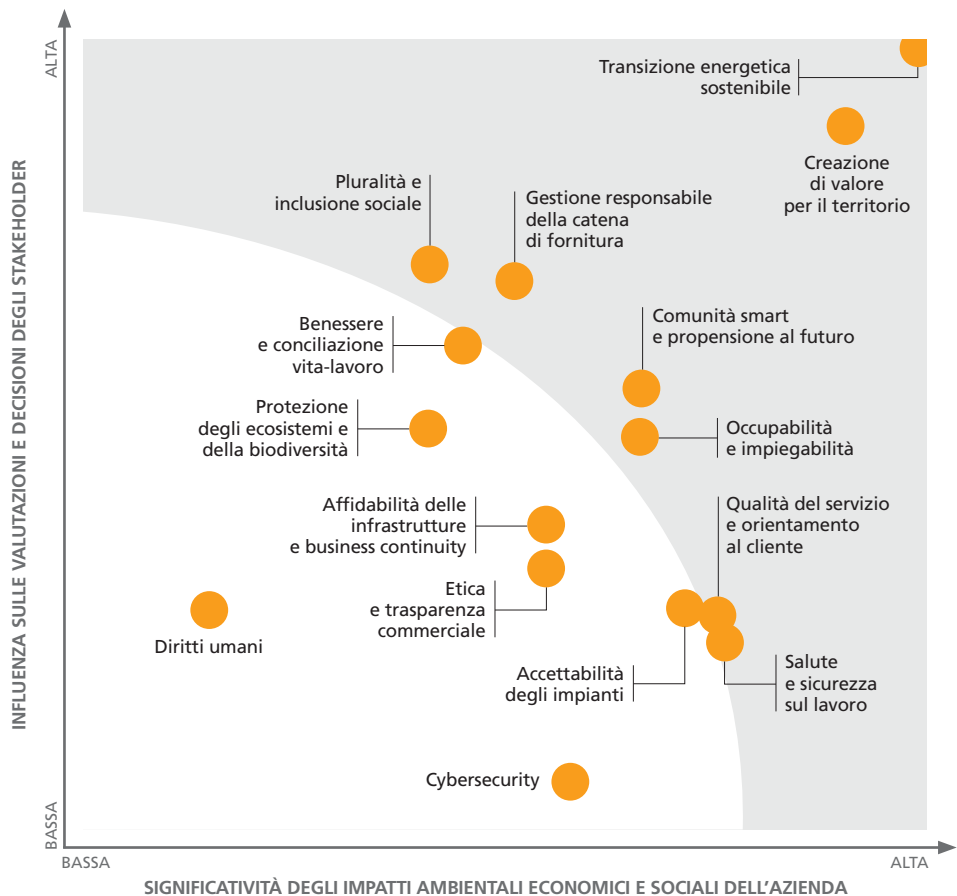 ALTA
Transizione energetica
sostenibile
Creazione
di valore
per il territorio
Pluralità e
inclusione sociale
Gestione responsabile
della catena
di fornitura
Benessere
e conciliazione
vita-lavoro
Comunità smart
e propensione al futuro
Protezione
degli ecosistemi e
della biodiversità
Occupabilità
e impiegabilità
Affidabilità delle
infrastrutture
e business continuity
Qualità del servizio
e orientamento
al cliente
Etica
e trasparenza
commerciale
Diritti umani
Accettabilità
degli impianti
Salute
e sicurezza
sul lavoro
Cybersecurity
INFLUENZA SULLE VALUTAZIONI E DECISIONI DEGLI STAKEHOLDER
BASSA
BASSA
ALTA
SIGNIFICATIVITÀ DEGLI IMPATTI AMBIENTALI ECONOMICI E SOCIALI DELL'AZIENDA